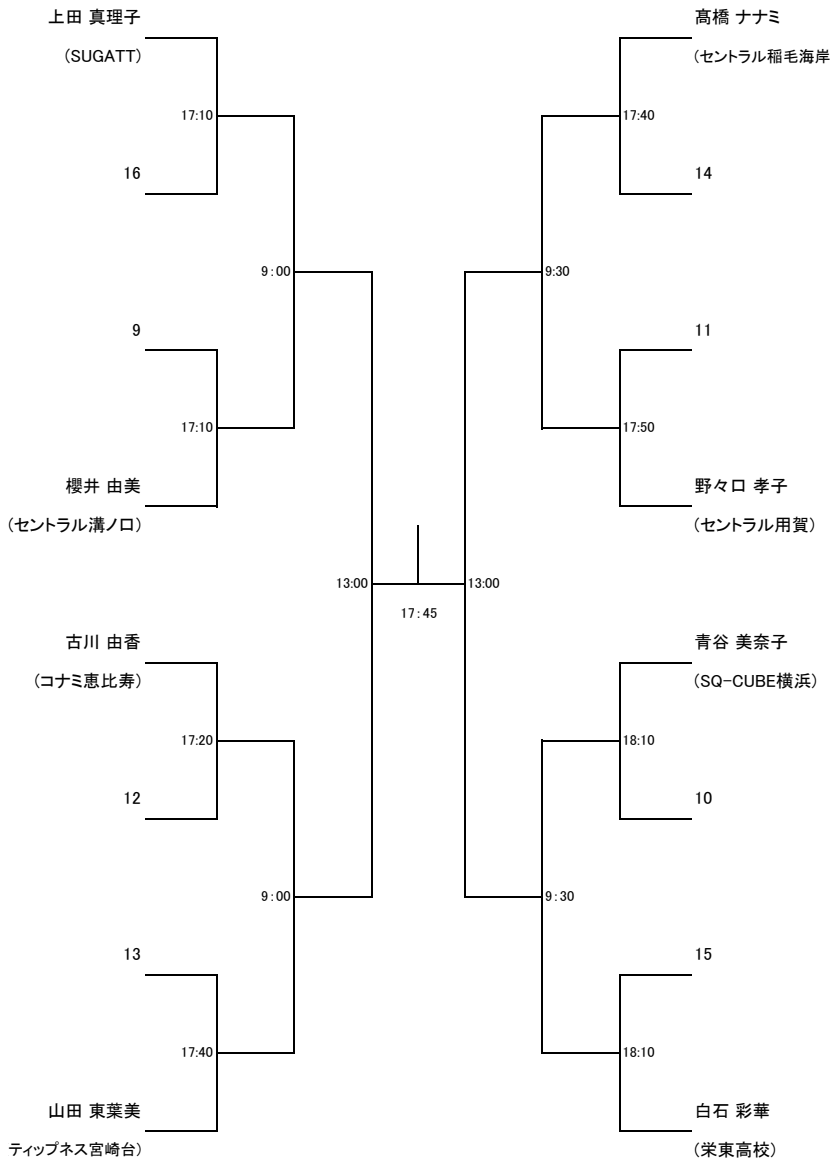 上田 真理子
(SUGATT)
17:10
16
9:00
9
17:10
櫻井 由美
(セントラル溝ノ口)
13:00
古川 由香
(コナミ恵比寿)
17:20
12
9:00
13
17:40
山田 東葉美
ティップネス宮崎台)
17:45
髙橋 ナナミ
(セントラル稲毛海岸
17:40
14
9:30
11
17:50
野々口 孝子
(セントラル用賀)
13:00
青谷 美奈子
(SQ-CUBE横浜)
18:10
10
9:30
15
18:10
白石 彩華
(栄東高校)